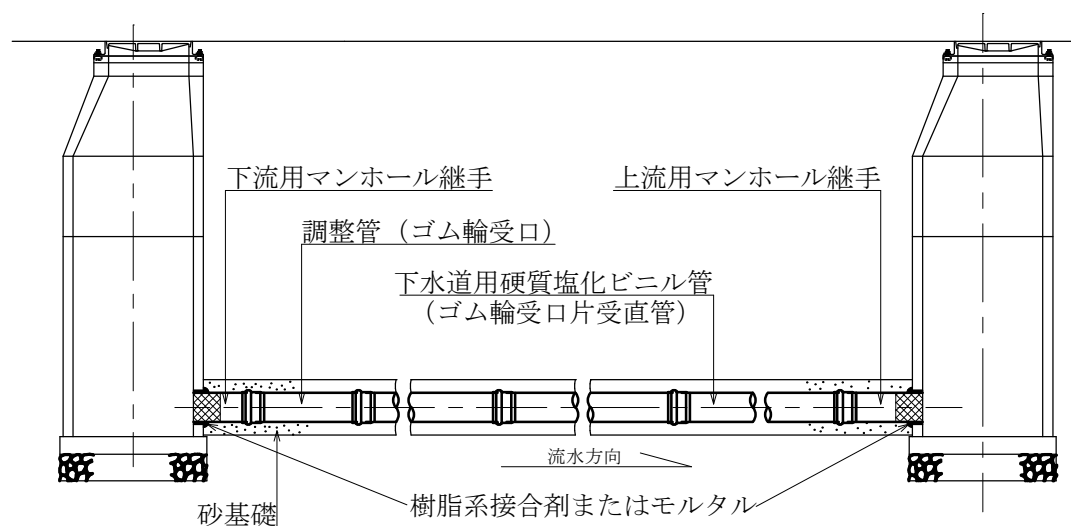 下流用マンホール継手
上流用マンホール継手
調整管（ゴム輪受口）
下水道用硬質塩化ビニル管
（ゴム輪受口片受直管）
流水方向
樹脂系接合剤またはモルタル
砂基礎